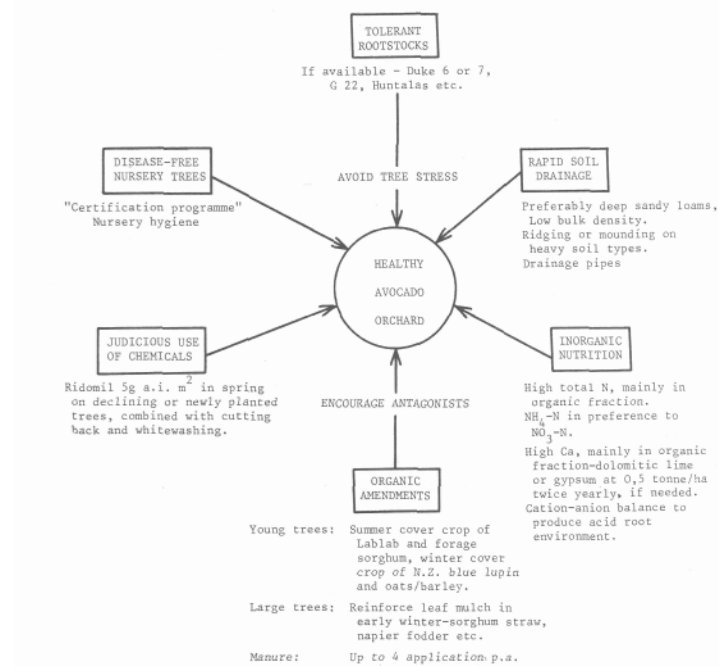 TOLERANT
ROOTSTOCKS
If available - Duke 6 or 7,
G 22, Huntalas etc.
DISEASE-FREE
NURSERY TREES
"Certification programme"
Nursery hygiene
AVOID TREE STRESS
RAPID SOIL
DRAINAGE
Preferably deep sandy loams,
Low bulk density.
Ridging or mounding on
heavy soil types.
Drainage pipes
HEALTHY
AVOCADO
ORCHARD
JUDICIOUS USE
OF CHEMICALS
Ridomil 5g a.i. m² in spring
on declining or newly planted
trees, combined with cutting
back and whitewashing.
INORGANIC
NUTRITION
High total N, mainly in
organic fraction.
NH₄-N in preference to
NO₃-N.
High Ca, mainly in organic
fraction-dolomitic lime
or gypsum at 0,5 tonne/ha
twice yearly, if needed.
Cation-anion balance to
produce acid root
environment.
ENCOURAGE ANTAGONISTS
ORGANIC
AMENDMENTS
Young trees: Summer cover crop of
Lablab and forage
sorghum, winter cover
crop of N.Z. blue lupin
and oats/barley.
Large trees: Reinforce leaf mulch in
early winter-sorghum straw,
napier fodder etc.
Manure: Up to 4 application p.a.